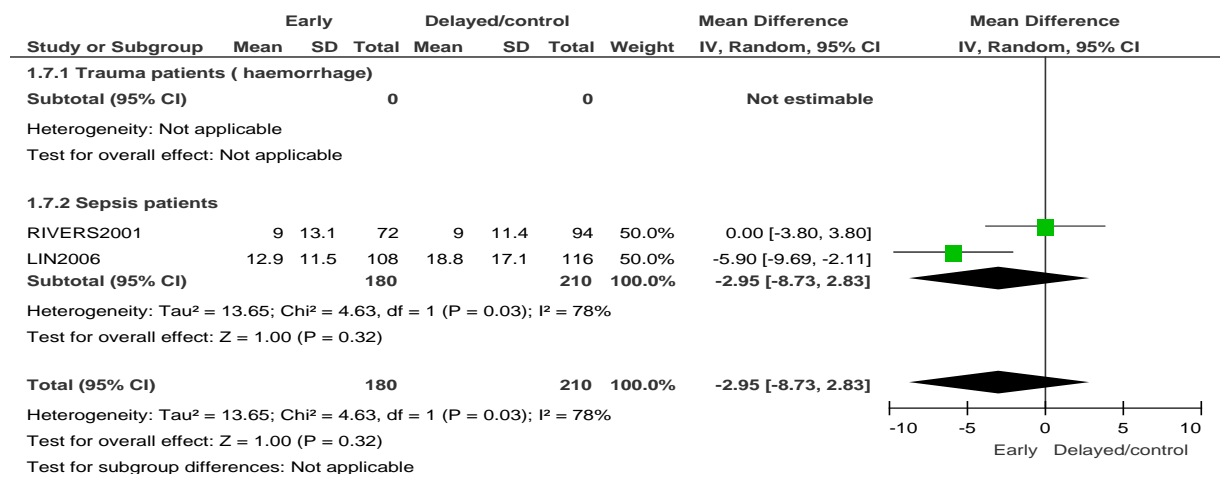 Early Delayed/control Mean Difference Mean Difference
Study or Subgroup Mean SD Total Mean SD Total Weight IV, Random, 95% CI IV, Random, 95% CI
1.7.1 Trauma patients ( haemorrhage)
Subtotal (95% CI) 0 0 Not estimable
Heterogeneity: Not applicable
Test for overall effect: Not applicable
1.7.2 Sepsis patients
RIVERS2001 9 13.1 72 9 11.4 94 50.0% 0.00 [-3.80, 3.80]
LIN2006 12.9 11.5 108 18.8 17.1 116 50.0% -5.90 [-9.69, -2.11]
Subtotal (95% CI) 180 210 100.0% -2.95 [-8.73, 2.83]
Heterogeneity: Tau² = 13.65; Chi² = 4.63, df = 1 (P = 0.03); I² = 78%
Test for overall effect: Z = 1.00 (P = 0.32)
Total (95% CI) 180 210 100.0% -2.95 [-8.73, 2.83]
Heterogeneity: Tau² = 13.65; Chi² = 4.63, df = 1 (P = 0.03); I² = 78%
Test for overall effect: Z = 1.00 (P = 0.32)
Test for subgroup differences: Not applicable
-10 -5 0 5 10
Early Delayed/control